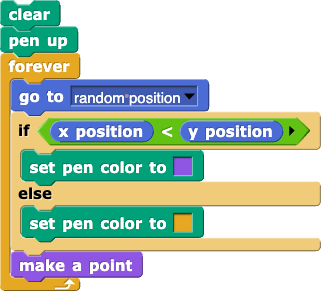 clear
pen up
forever
go to random position
if x position < y position
set pen color to
else
set pen color to
make a point